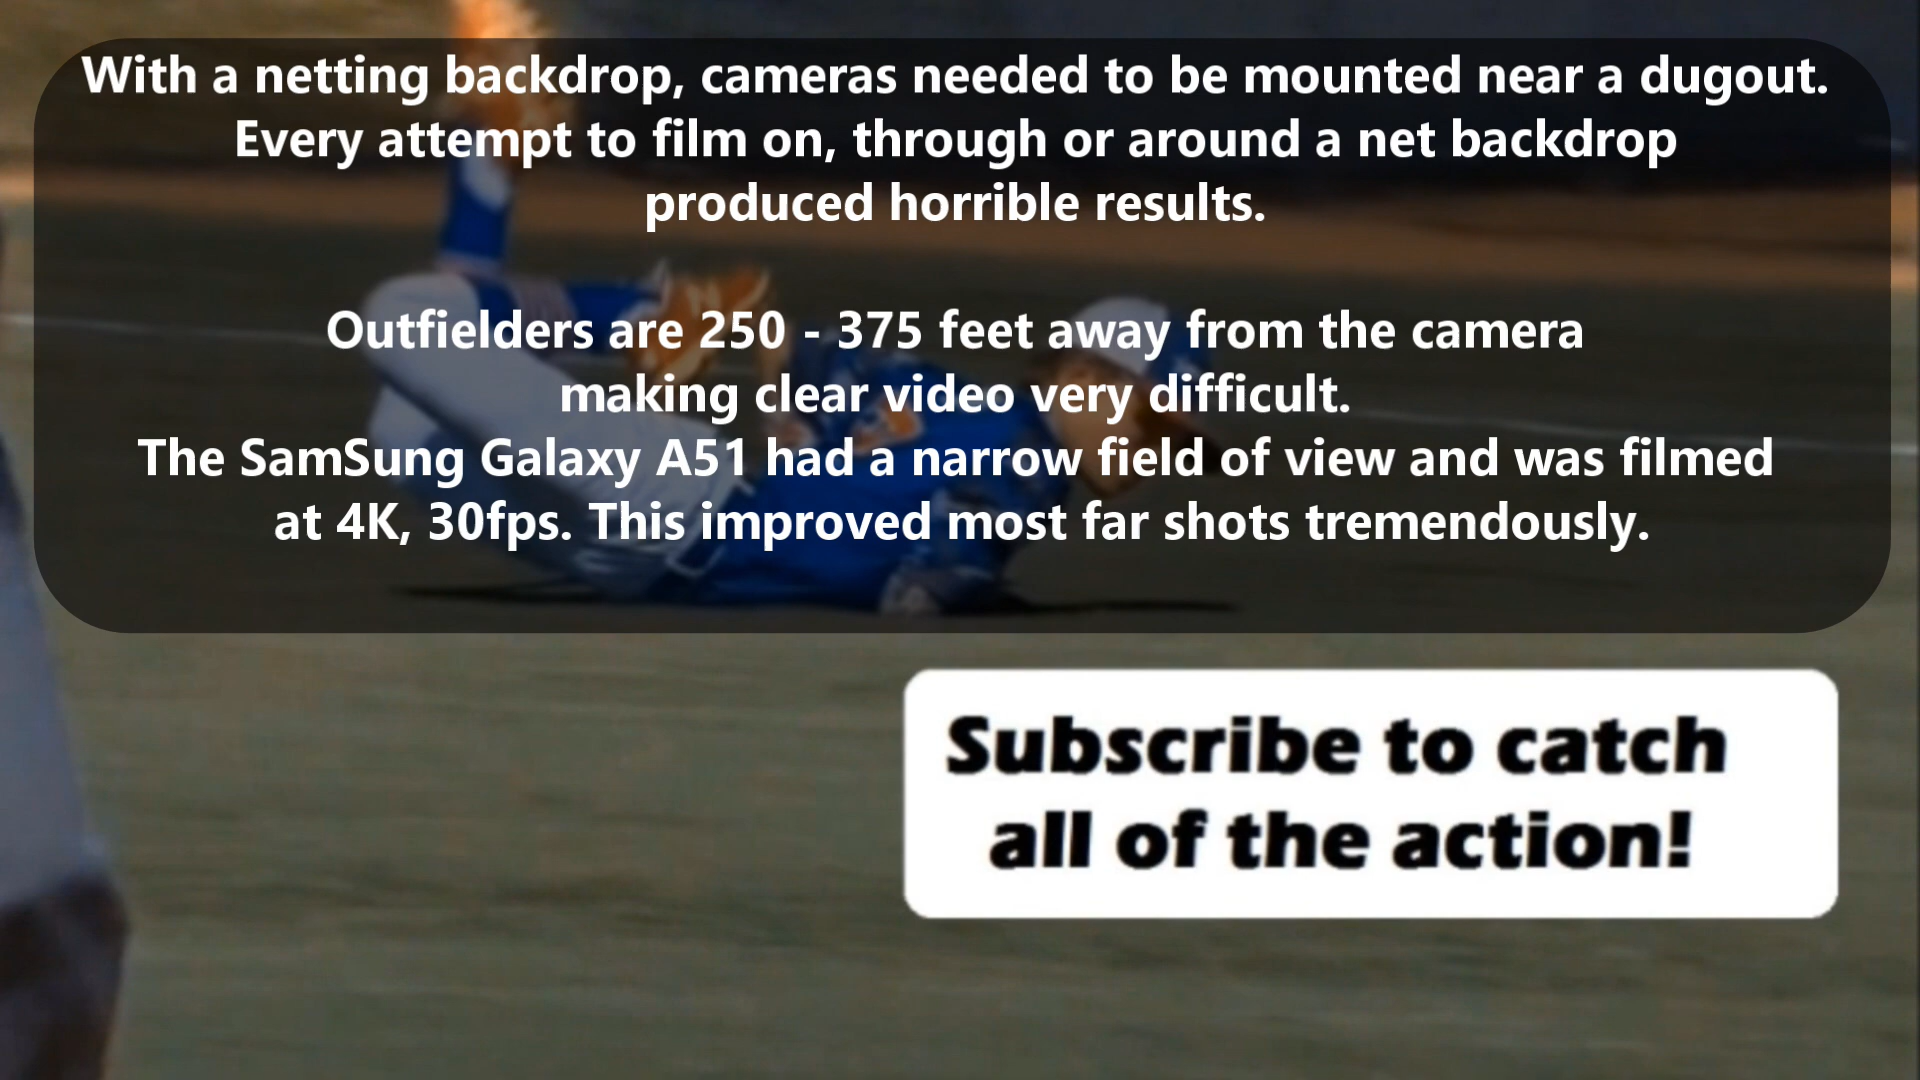 With a netting backdrop, cameras needed to be mounted near a dugout.
Every attempt to film on, through or around a net backdrop
produced horrible results.
Outfielders are 250 - 375 feet away from the camera
making clear video very difficult.
The SamSung Galaxy A51 had a narrow field of view and was filmed
at 4K, 30fps. This improved most far shots tremendously.
Subscribe to catch
all of the action!